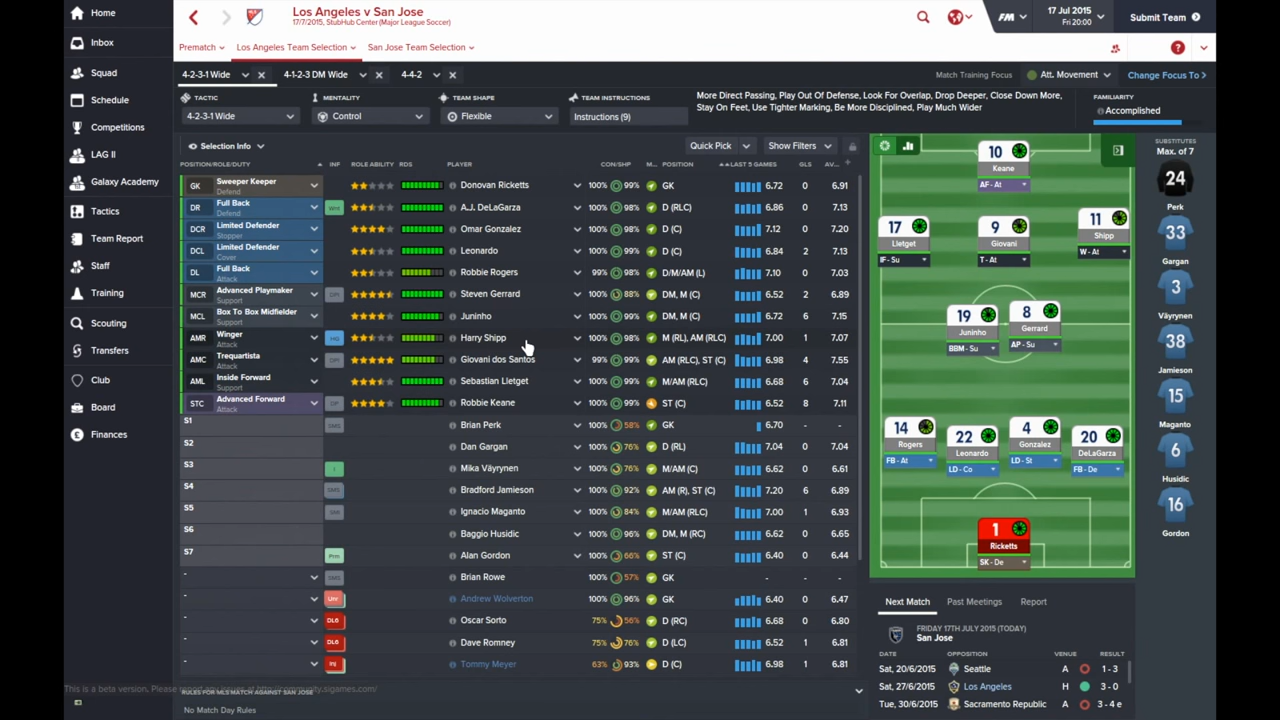 Home
Inbox
Squad
Schedule
Competitions
LAG II
Galaxy Academy
Tactics
Team Report
Staff
Training
Scouting
Transfers
Club
Board
Finances
Los Angeles v San Jose
17/7/2015, StubHub Center (Major League Soccer)
FM
17 Jul 2015
Fri 20:00
Submit Team
Prematch
Los Angeles Team Selection
San Jose Team Selection
4-2-3-1 Wide
4-1-2-3 DM Wide
4-4-2
Match Training Focus
Att. Movement
Change Focus To >
TACTIC
MENTALITY
TEAM SHAPE
TEAM INSTRUCTIONS
4-2-3-1 Wide
Control
Flexible
Instructions (9)
More Direct Passing, Play Out Of Defense, Look For Overlap, Drop Deeper, Close Down More,
Stay On Feet, Use Tighter Marking, Be More Disciplined, Play Much Wider
FAMILIARITY
Accomplished
Selection Info
Quick Pick
Show Filters
POSITION/ROLE/DUTY INF ROLE ABILITY RDS PLAYER CON/SHP M... POSITION LAST 5 GAMES GLS AV...
GK Sweeper Keeper Defend Donovan Ricketts 100% 99% GK 6.72 0 6.91
DR Full Back Defend Wnt A.J. DeLaGarza 100% 98% D (RLC) 6.86 0 7.13
DCR Limited Defender Stopper Omar Gonzalez 100% 98% D (C) 7.12 0 7.20
DCL Limited Defender Cover Leonardo 100% 99% D (C) 6.84 2 7.13
DL Full Back Attack Robbie Rogers 99% 98% D/M/AM (L) 7.10 0 7.03
MCR Advanced Playmaker Support Steven Gerrard 100% 88% DM, M (C) 6.52 2 6.89
MCL Box To Box Midfielder Support Juninho 100% 98% DM, M (C) 6.72 6 7.15
AMR Winger Attack HG Harry Shipp 100% 98% M (RL), AM (RLC) 7.00 1 7.07
AMC Trequartista Attack Giovani dos Santos 99% 99% AM (RLC), ST (C) 6.98 4 7.55
AML Inside Forward Support Sebastian Lletget 100% 99% M/AM (RLC) 6.68 6 7.04
STC Advanced Forward Attack DP Robbie Keane 100% 99% ST (C) 6.52 8 7.11
S1 Brian Perk 100% 58% GK 6.70 - -
S2 Dan Gargan 100% 76% D (RL) 7.04 0 7.04
S3 Mika Väyrynen 100% 76% M/AM (C) 6.62 0 6.61
S4 Bradford Jamieson 100% 92% AM (R), ST (C) 7.20 6 6.89
S5 Ignacio Maganto 100% 84% M/AM (RLC) 7.00 1 6.93
S6 Baggio Husidic 100% 96% DM, M (RC) 6.62 0 6.65
S7 Prm Alan Gordon 100% 66% ST (C) 6.40 0 6.44
- Brian Rowe 100% 57% GK - - -
- Unr Andrew Wolverton 100% 96% GK 6.40 0 6.47
- DLG Oscar Sorto 75% 56% D (RC) 6.68 0 6.80
- DLG Dave Romney 75% 76% D (LC) 6.52 1 6.81
- Inj Tommy Meyer 63% 93% D (C) 6.98 1 6.81
RULES FOR MLS MATCH AGAINST SAN JOSE
No Match Day Rules
10
Keane
AF - At
17
Lletget
IF - Su
9
Giovani
T - At
11
Shipp
W - At
19
Juninho
BBM - Su
8
Gerrard
AP - Su
14
Rogers
FB - At
22
Leonardo
LD - Co
4
Gonzalez
LD - St
20
DeLaGarza
FB - De
1
Ricketts
SK - De
SUBSTITUTES
Max. of 7
24
Perk
33
Gargan
3
Väyrynen
38
Jamieson
15
Maganto
6
Husidic
16
Gordon
Next Match
Past Meetings
Report
FRIDAY 17TH JULY 2015 (TODAY)
San Jose
DATE OPPOSITION VENUE RESULT
Sat, 20/6/2015 Seattle A 1 - 3
Sat, 27/6/2015 Los Angeles H 3 - 0
Tue, 30/6/2015 Sacramento Republic A 3 - 4 e